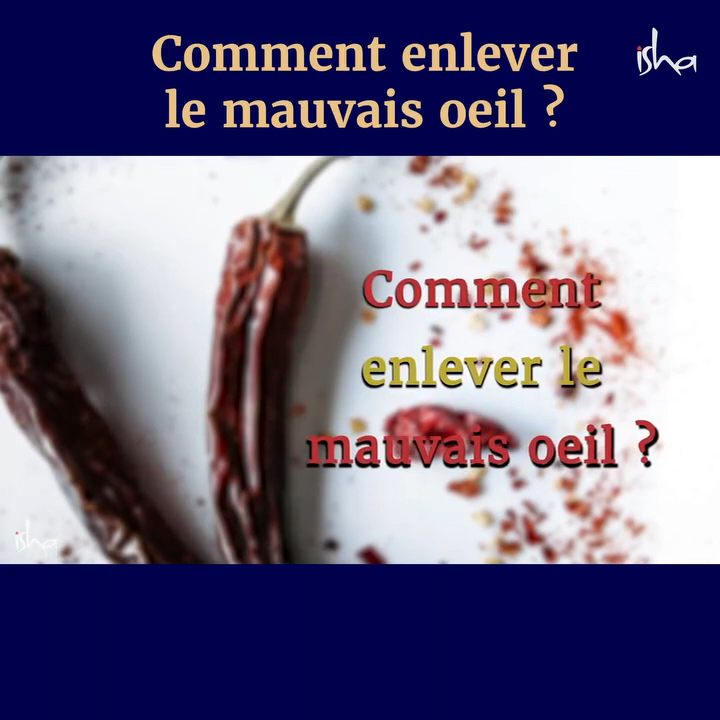 Comment enlever
le mauvais oeil ?
isha
Comment
enlever le
mauvais oeil ?
isha